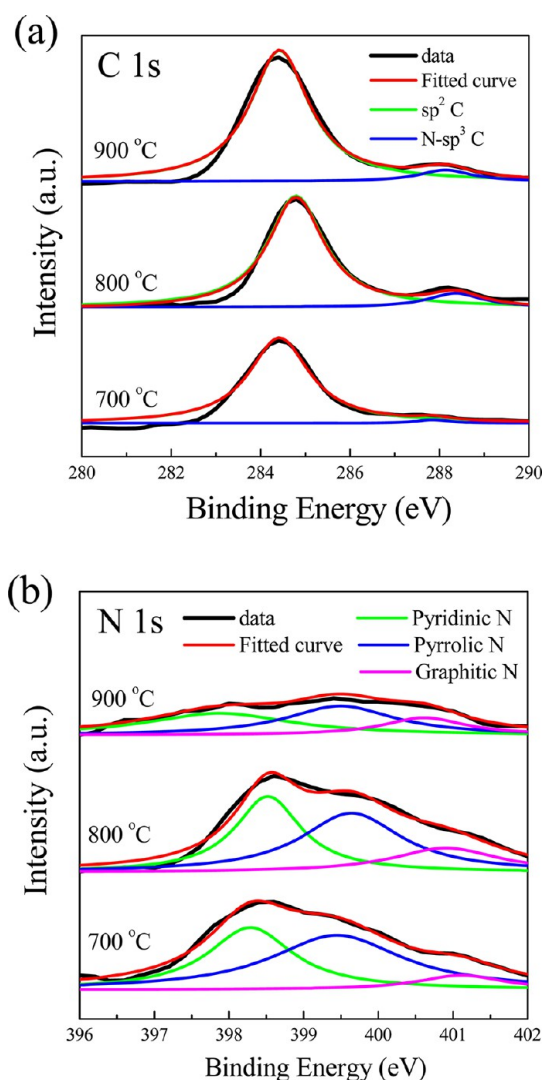 (a)
C 1s
data
Fitted curve
sp² C
N-sp³ C
900 °C
800 °C
700 °C
Intensity (a.u.)
280 282 284 286 288 290
Binding Energy (eV)
(b)
N 1s
data
Fitted curve
Pyridinic N
Pyrrolic N
Graphitic N
900 °C
800 °C
700 °C
Intensity (a.u.)
396 397 398 399 400 401 402
Binding Energy (eV)